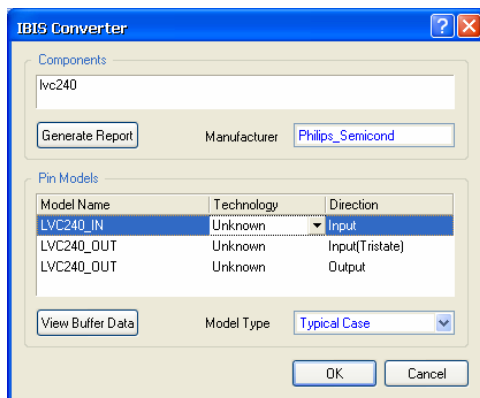 IBIS Converter
Components
lvc240
Generate Report Manufacturer Philips_Semicond
Pin Models
Model Name Technology Direction
LVC240_IN Unknown Input
LVC240_OUT Unknown Input(Tristate)
LVC240_OUT Unknown Output
View Buffer Data Model Type Typical Case
OK Cancel